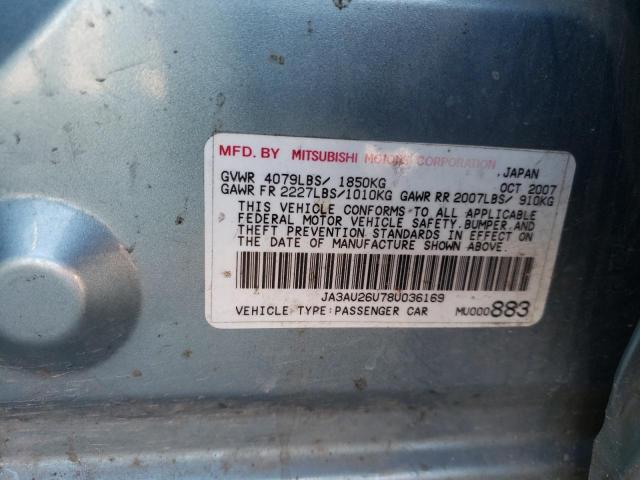 MFD. BY MITSUBISHI MOTORS CORPORATION, JAPAN
GVWR 4079LBS/ 1850KG OCT 2007
GAWR FR 2227LBS/1010KG GAWR RR 2007LBS/ 910KG
THIS VEHICLE CONFORMS TO ALL APPLICABLE
FEDERAL MOTOR VEHICLE SAFETY, BUMPER, AND
THEFT PREVENTION STANDARDS IN EFFECT ON
THE DATE OF MANUFACTURE SHOWN ABOVE.
JA3AU26U78U036169
VEHICLE TYPE:PASSENGER CAR MU000883